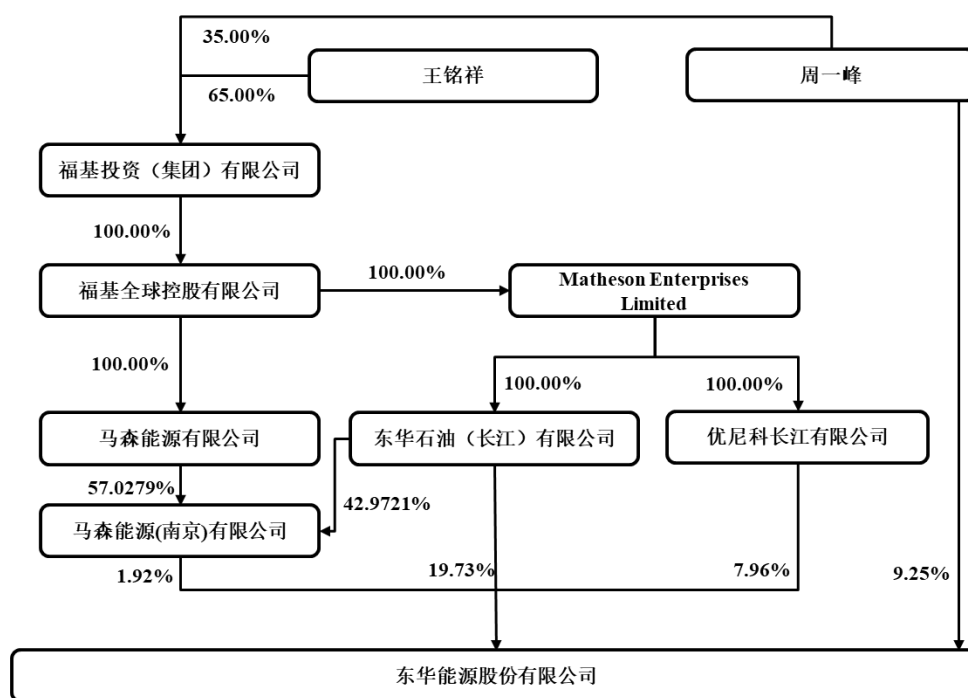 35.00%
王铭祥
周一峰
65.00%
福基投资（集团）有限公司
100.00%
福基全球控股有限公司
100.00%
Matheson Enterprises
Limited
100.00%
100.00%
100.00%
马森能源有限公司
东华石油（长江）有限公司
优尼科长江有限公司
57.0279%
42.9721%
马森能源(南京)有限公司
1.92%
19.73%
7.96%
9.25%
东华能源股份有限公司